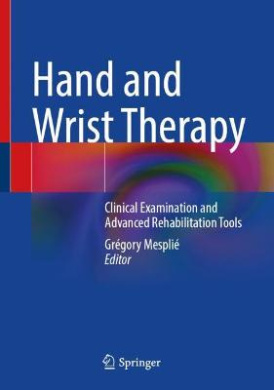 Hand and
Wrist Therapy
Clinical Examination and
Advanced Rehabilitation Tools
Grégory Mesplié
Editor
Springer